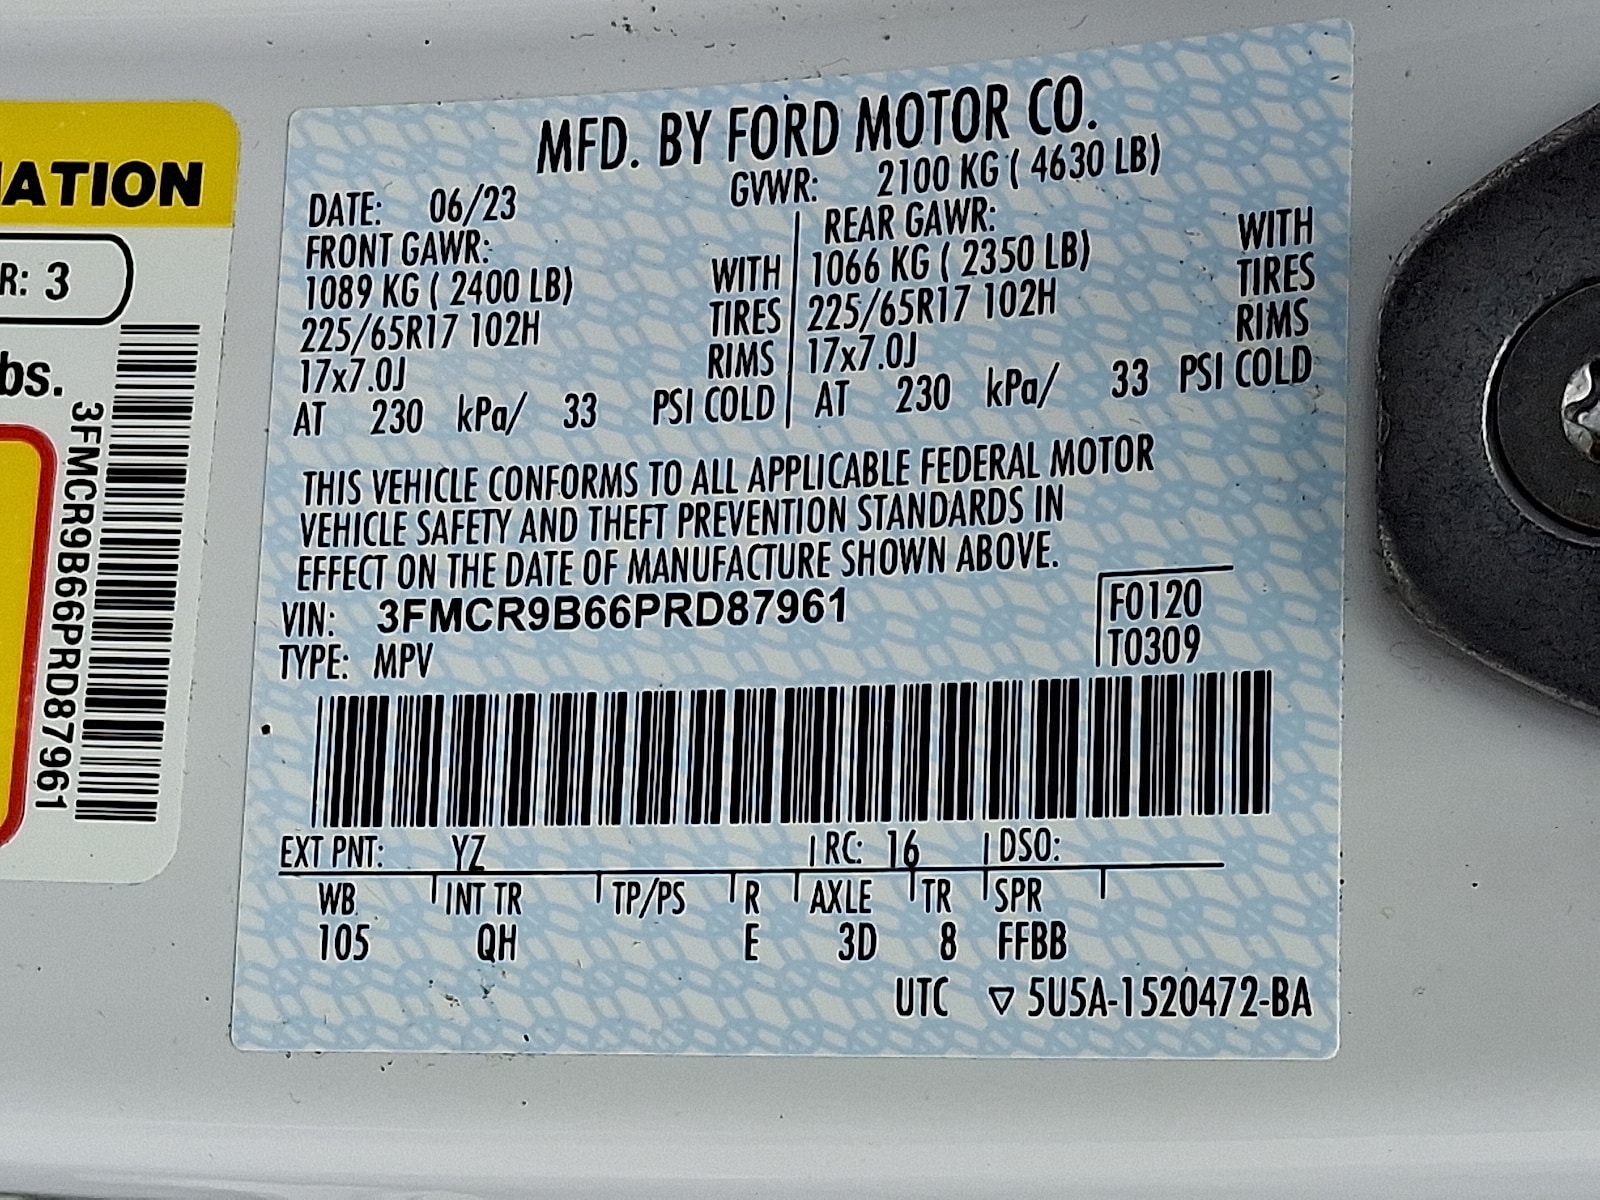 ATION
R: 3
bs.
3FMCR9B66PRD87961
MFD. BY FORD MOTOR CO.
DATE: 06/23 GVWR: 2100 KG ( 4630 LB)
FRONT GAWR: REAR GAWR:
1089 KG ( 2400 LB) WITH 1066 KG ( 2350 LB) WITH
225/65R17 102H TIRES 225/65R17 102H TIRES
17x7.0J RIMS 17x7.0J RIMS
AT 230 kPa/ 33 PSI COLD AT 230 kPa/ 33 PSI COLD
THIS VEHICLE CONFORMS TO ALL APPLICABLE FEDERAL MOTOR
VEHICLE SAFETY AND THEFT PREVENTION STANDARDS IN
EFFECT ON THE DATE OF MANUFACTURE SHOWN ABOVE.
VIN: 3FMCR9B66PRD87961 F0120
TYPE: MPV T0309
EXT PNT: YZ RC: 16 DSO:
WB INT TR TP/PS R AXLE TR SPR
105 QH E 3D 8 FFBB
UTC ▽ 5U5A-1520472-BA